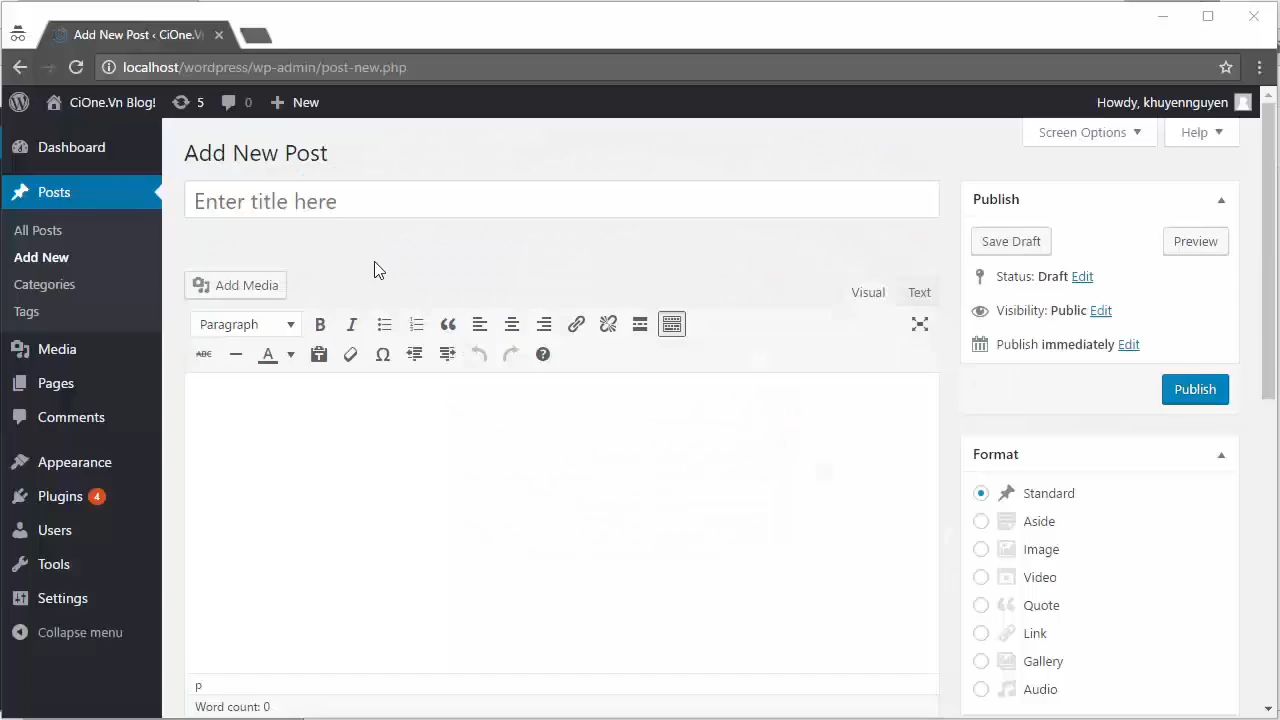 Add New Post ‹ CiOne.V
localhost/wordpress/wp-admin/post-new.php
CiOne.Vn Blog! 5 0 New Howdy, khuyennguyen
Screen Options Help
Dashboard
Posts
All Posts
Add New
Categories
Tags
Media
Pages
Comments
Appearance
Plugins 4
Users
Tools
Settings
Collapse menu
Add New Post
Enter title here
Add Media
Visual Text
Paragraph B I
ABC A
p
Word count: 0
Publish
Save Draft Preview
Status: Draft Edit
Visibility: Public Edit
Publish immediately Edit
Publish
Format
Standard
Aside
Image
Video
Quote
Link
Gallery
Audio